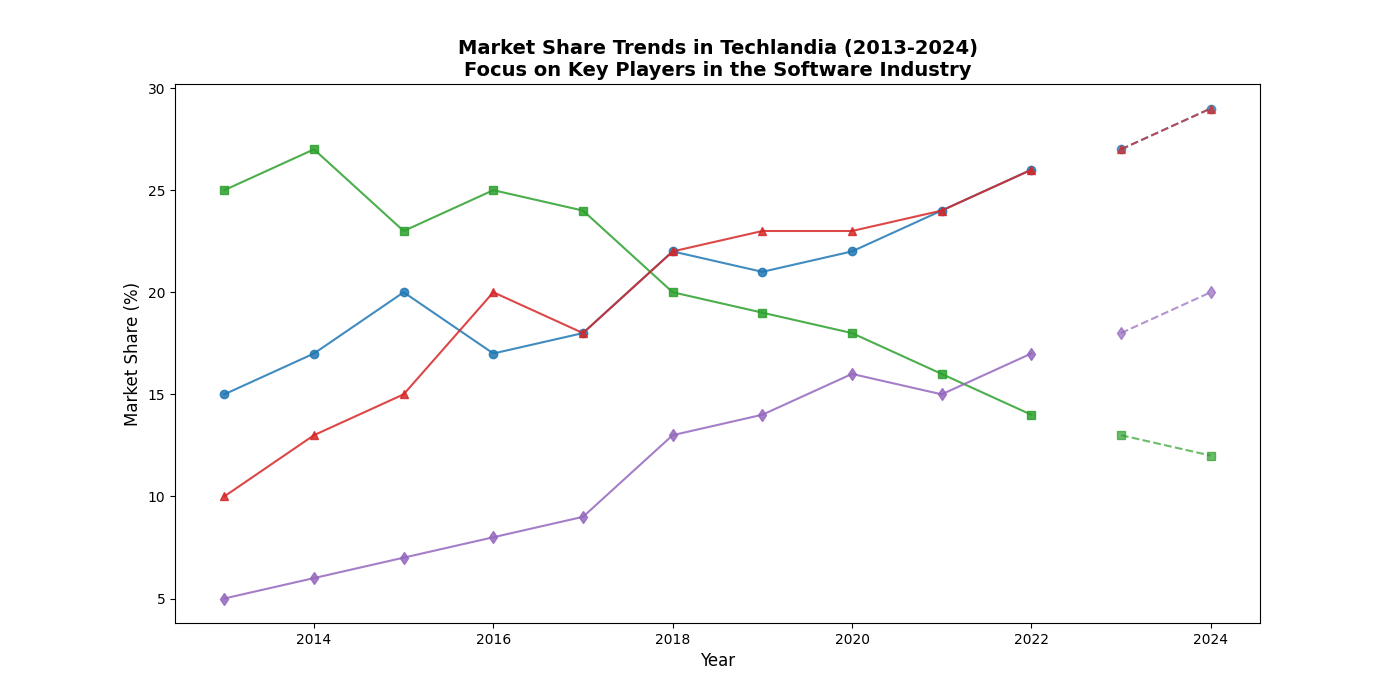 Market Share Trends in Techlandia (2013-2024)
Focus on Key Players in the Software Industry
Market Share (%)
30
25
20
15
10
5
2014 2016 2018 2020 2022 2024
Year